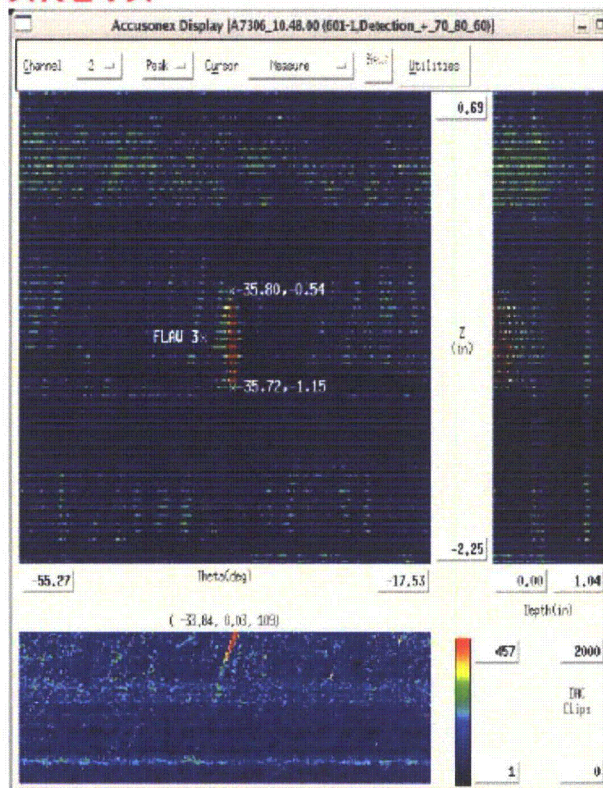 Accusonex Display [A7306_10.48.00 (601-1,Detection_+_70_80_60)]
Channel 2 Peak Cursor Measure Utilities
0.69
-35.80,-0.54
FLAW 3
-35.72,-1.15
Z
(in)
-2.25
-55.27 Theta(deg) -17.53 0.00 1.04
Depth(in)
( -33.84, 0.03, 109)
457 2000
DAC
Clips
1 0